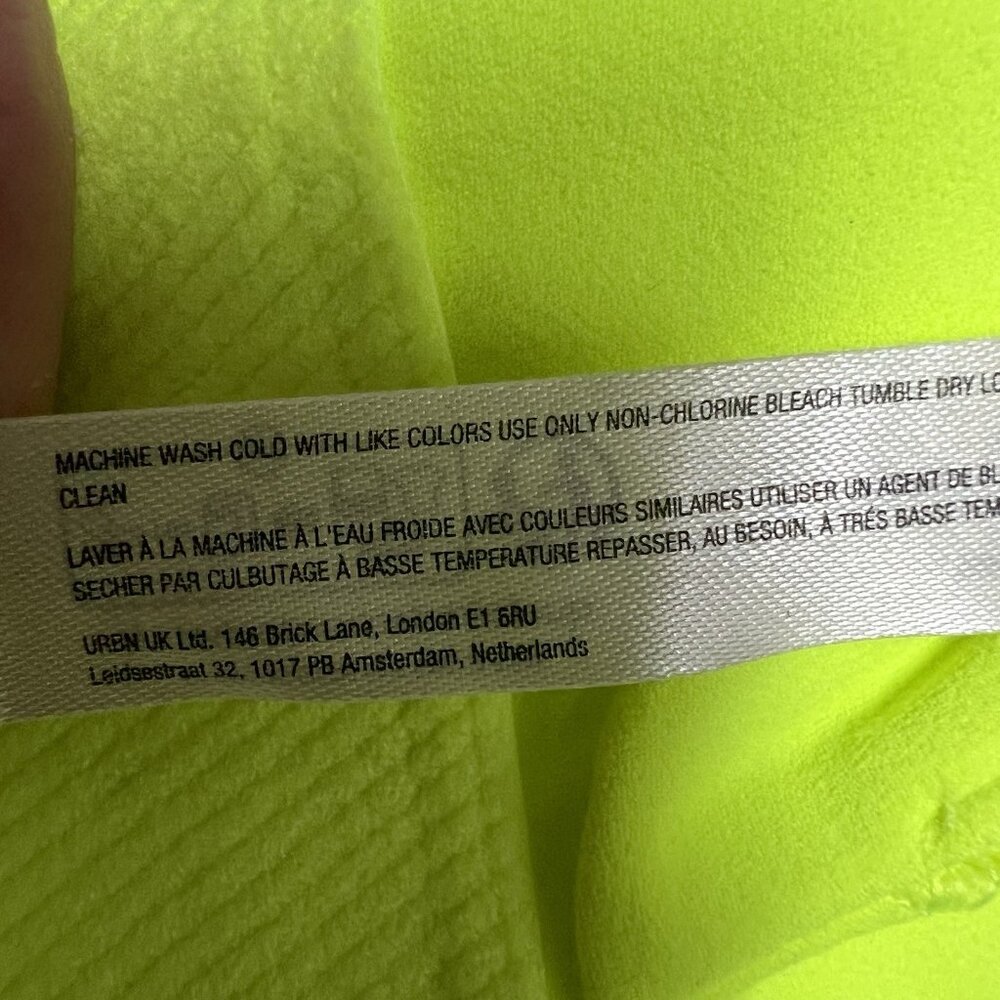 MACHINE WASH COLD WITH LIKE COLORS USE ONLY NON-CHLORINE BLEACH TUMBLE DRY
CLEAN
LAVER À LA MACHINE À L'EAU FROIDE AVEC COULEURS SIMILAIRES UTILISER UN AGENT DE
SECHER PAR CULBUTAGE À BASSE TEMPERATURE REPASSER, AU BESOIN, À TRÉS BASSE
URBN UK Ltd. 146 Brick Lane, London E1 6RU
Leidsestraat 32, 1017 PB Amsterdam, Netherlands